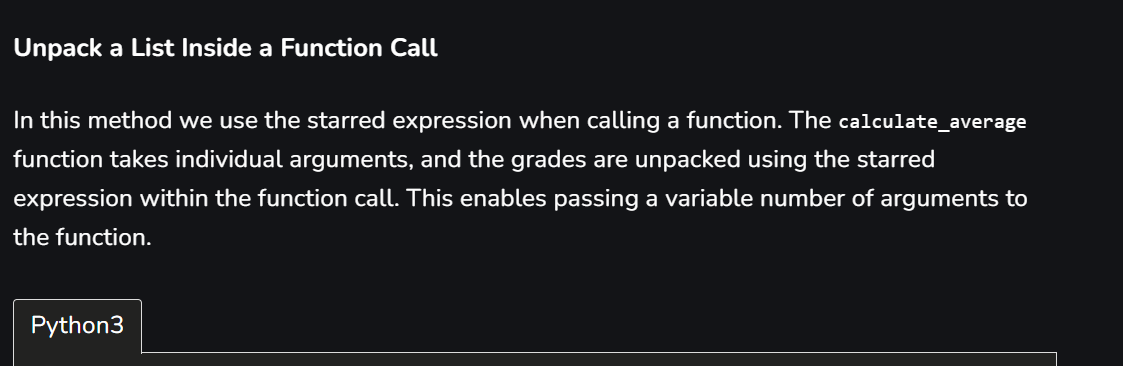 Unpack a List Inside a Function Call
In this method we use the starred expression when calling a function. The calculate_average
function takes individual arguments, and the grades are unpacked using the starred
expression within the function call. This enables passing a variable number of arguments to
the function.
Python3